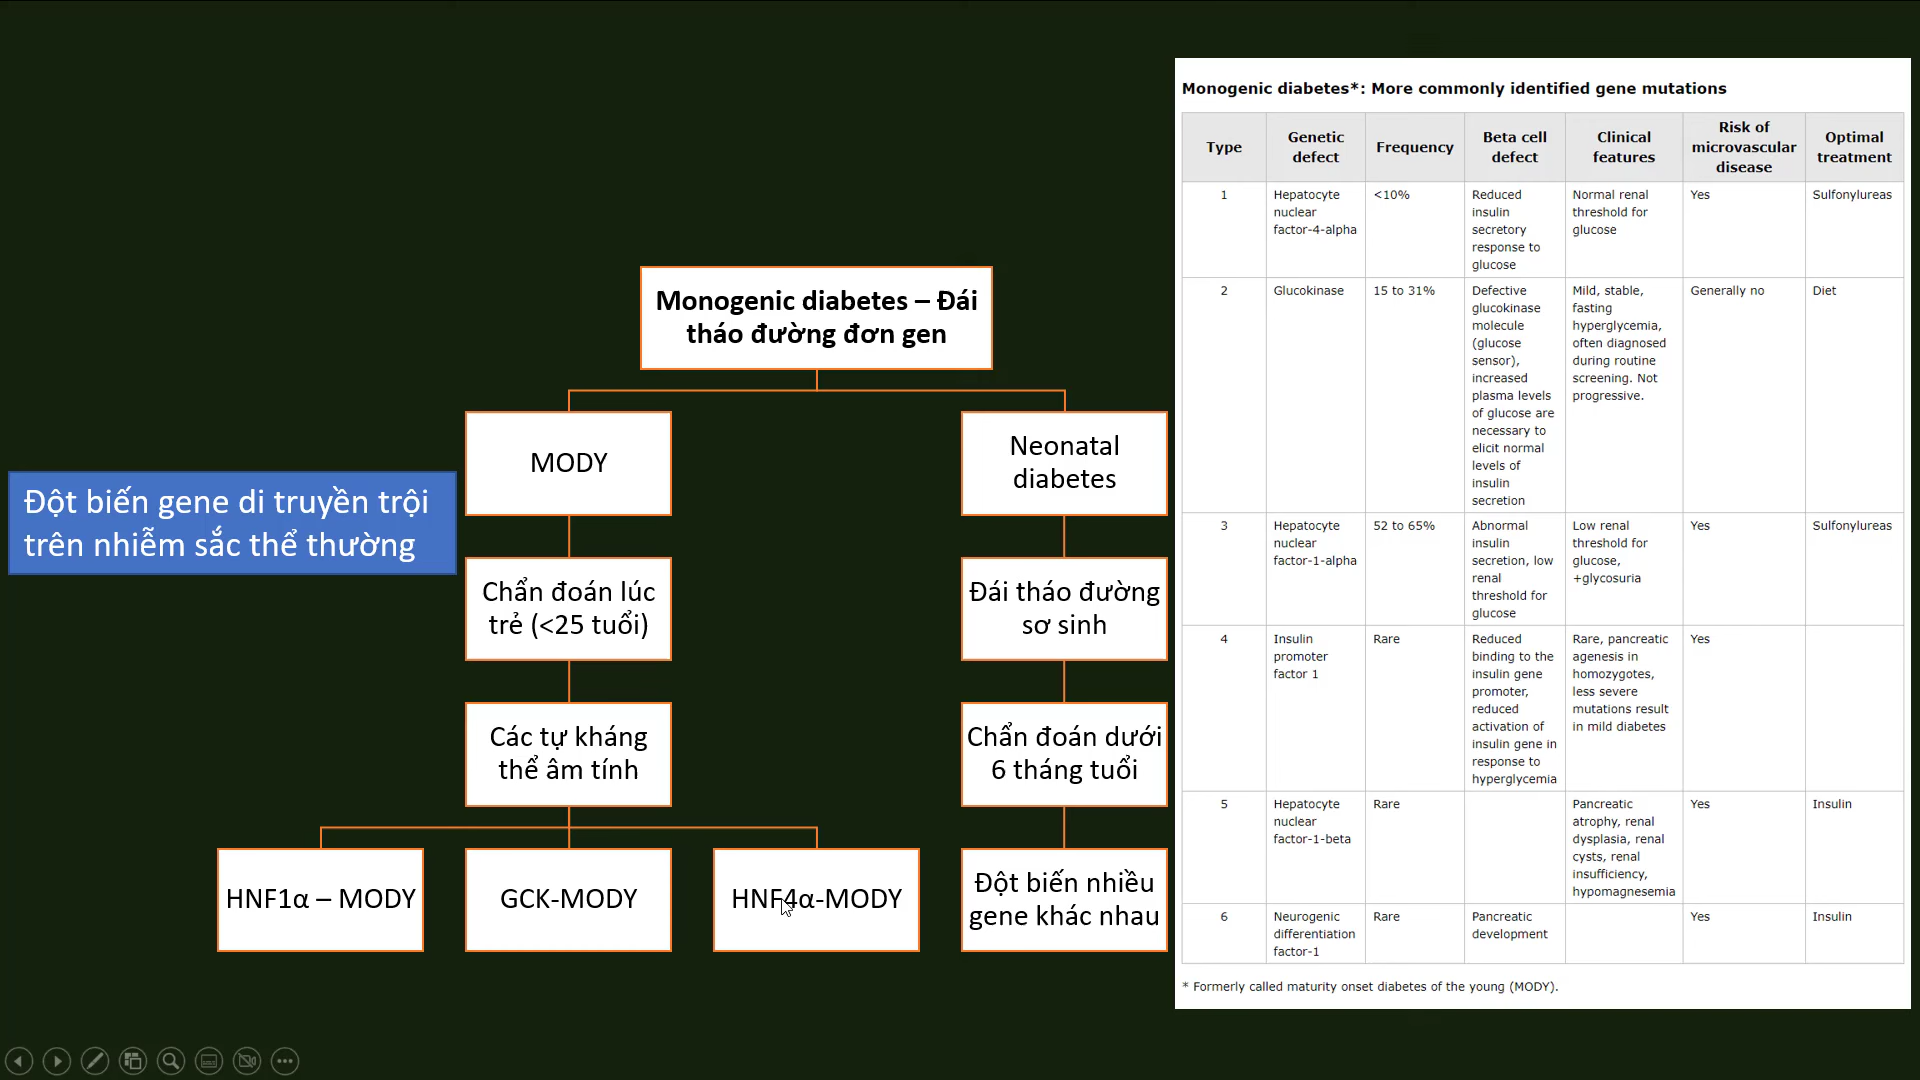 Monogenic diabetes – Đái
tháo đường đơn gen
MODY
Neonatal
diabetes
Đột biến gene di truyền trội
trên nhiễm sắc thể thường
Chẩn đoán lúc
trẻ (<25 tuổi)
Đái tháo đường
sơ sinh
Các tự kháng
thể âm tính
Chẩn đoán dưới
6 tháng tuổi
HNF1α – MODY
GCK-MODY
HNF4α-MODY
Đột biến nhiều
gene khác nhau
Monogenic diabetes*: More commonly identified gene mutations
Type
Genetic
defect
Frequency
Beta cell
defect
Clinical
features
Risk of
microvascular
disease
Optimal
treatment
1
Hepatocyte
nuclear
factor-4-alpha
<10%
Reduced
insulin
secretory
response to
glucose
Normal renal
threshold for
glucose
Yes
Sulfonylureas
2
Glucokinase
15 to 31%
Defective
glucokinase
molecule
(glucose
sensor),
increased
plasma levels
of glucose are
necessary to
elicit normal
levels of
insulin
secretion
Mild, stable,
fasting
hyperglycemia,
often diagnosed
during routine
screening. Not
progressive.
Generally no
Diet
3
Hepatocyte
nuclear
factor-1-alpha
52 to 65%
Abnormal
insulin
secretion, low
renal
threshold for
glucose
Low renal
threshold for
glucose,
+glycosuria
Yes
Sulfonylureas
4
Insulin
promoter
factor 1
Rare
Reduced
binding to the
insulin gene
promoter,
reduced
activation of
insulin gene in
response to
hyperglycemia
Rare, pancreatic
agenesis in
homozygotes,
less severe
mutations result
in mild diabetes
Yes
5
Hepatocyte
nuclear
factor-1-beta
Rare
Pancreatic
atrophy, renal
dysplasia, renal
cysts, renal
insufficiency,
hypomagnesemia
Yes
Insulin
6
Neurogenic
differentiation
factor-1
Rare
Pancreatic
development
Yes
Insulin
* Formerly called maturity onset diabetes of the young (MODY).